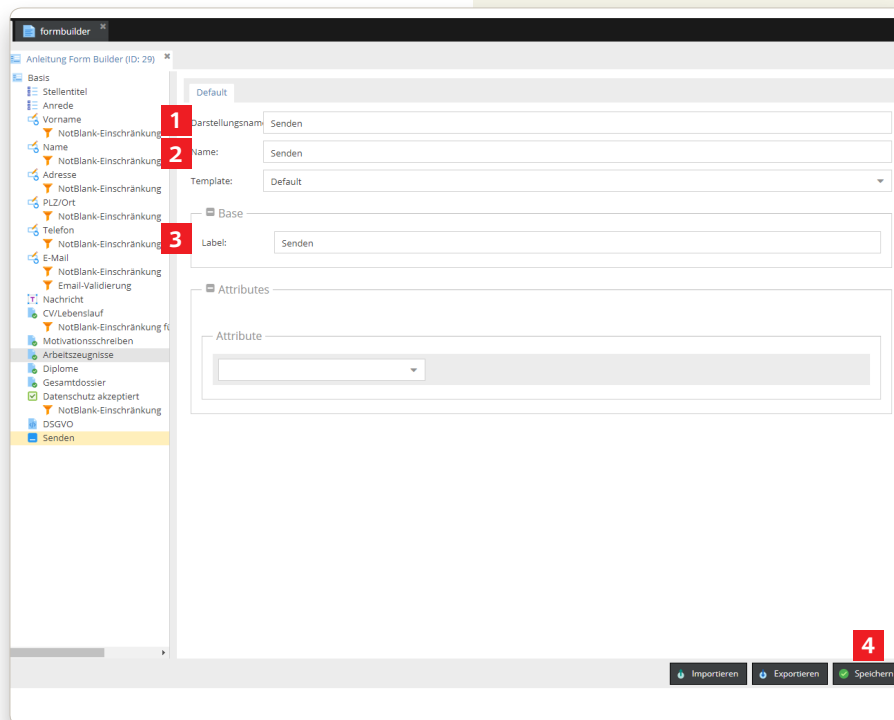 formbuilder
Anleitung Form Builder (ID: 29)
Basis
Stellentitel
Anrede
Vorname
NotBlank-Einschränkung
Name
NotBlank-Einschränkung
Adresse
NotBlank-Einschränkung
PLZ/Ort
NotBlank-Einschränkung
Telefon
NotBlank-Einschränkung
E-Mail
NotBlank-Einschränkung
Email-Validierung
Nachricht
CV/Lebenslauf
NotBlank-Einschränkung fü
Motivationsschreiben
Arbeitszeugnisse
Diplome
Gesamtdossier
Datenschutz akzeptiert
NotBlank-Einschränkung
DSGVO
Senden
Default
1 Darstellungsname Senden
2 Name: Senden
Template: Default
Base
3 Label: Senden
Attributes
Attribute
4
Importieren Exportieren Speichern